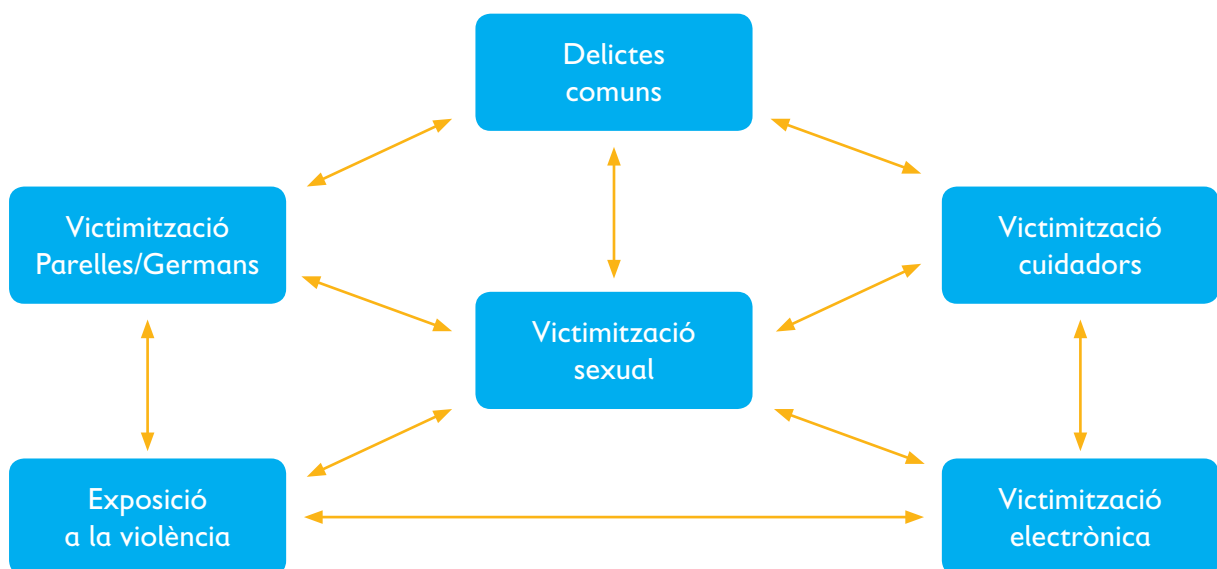 Delictes
comuns
Victimització
Parelles/Germans
Victimització
cuidadors
Victimització
sexual
Exposició
a la violència
Victimització
electrònica